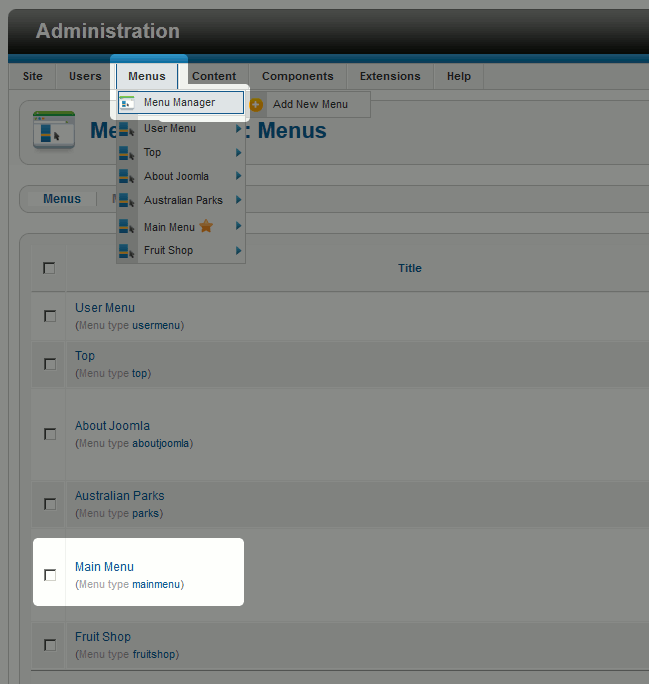 Administration
Site Users Menus Content Components Extensions Help
Menu Manager
Add New Menu
Me : Menus
User Menu
Top
About Joomla
Menus
Australian Parks
Main Menu
Fruit Shop
Title
User Menu
(Menu type usermenu)
Top
(Menu type top)
About Joomla
(Menu type aboutjoomla)
Australian Parks
(Menu type parks)
Main Menu
(Menu type mainmenu)
Fruit Shop
(Menu type fruitshop)